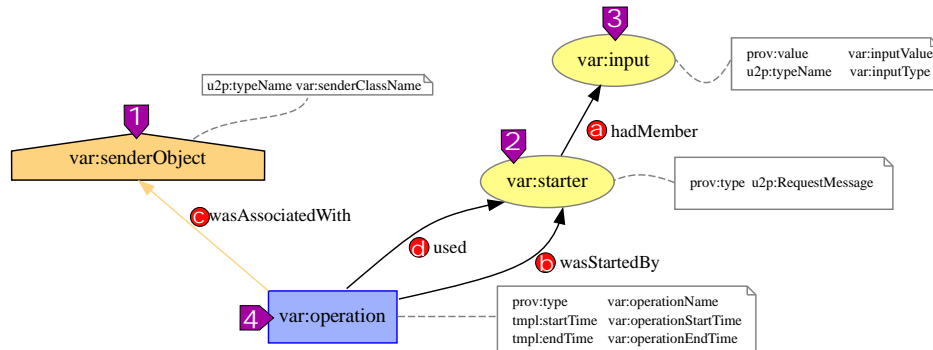 3
var:input
prov:value var:inputValue
u2p:typeName var:inputType
u2p:typeName var:senderClassName
1
var:senderObject
a hadMember
2
var:starter
prov:type u2p:RequestMessage
c wasAssociatedWith
d used
b wasStartedBy
4
var:operation
prov:type var:operationName
tmpl:startTime var:operationStartTime
tmpl:endTime var:operationEndTime